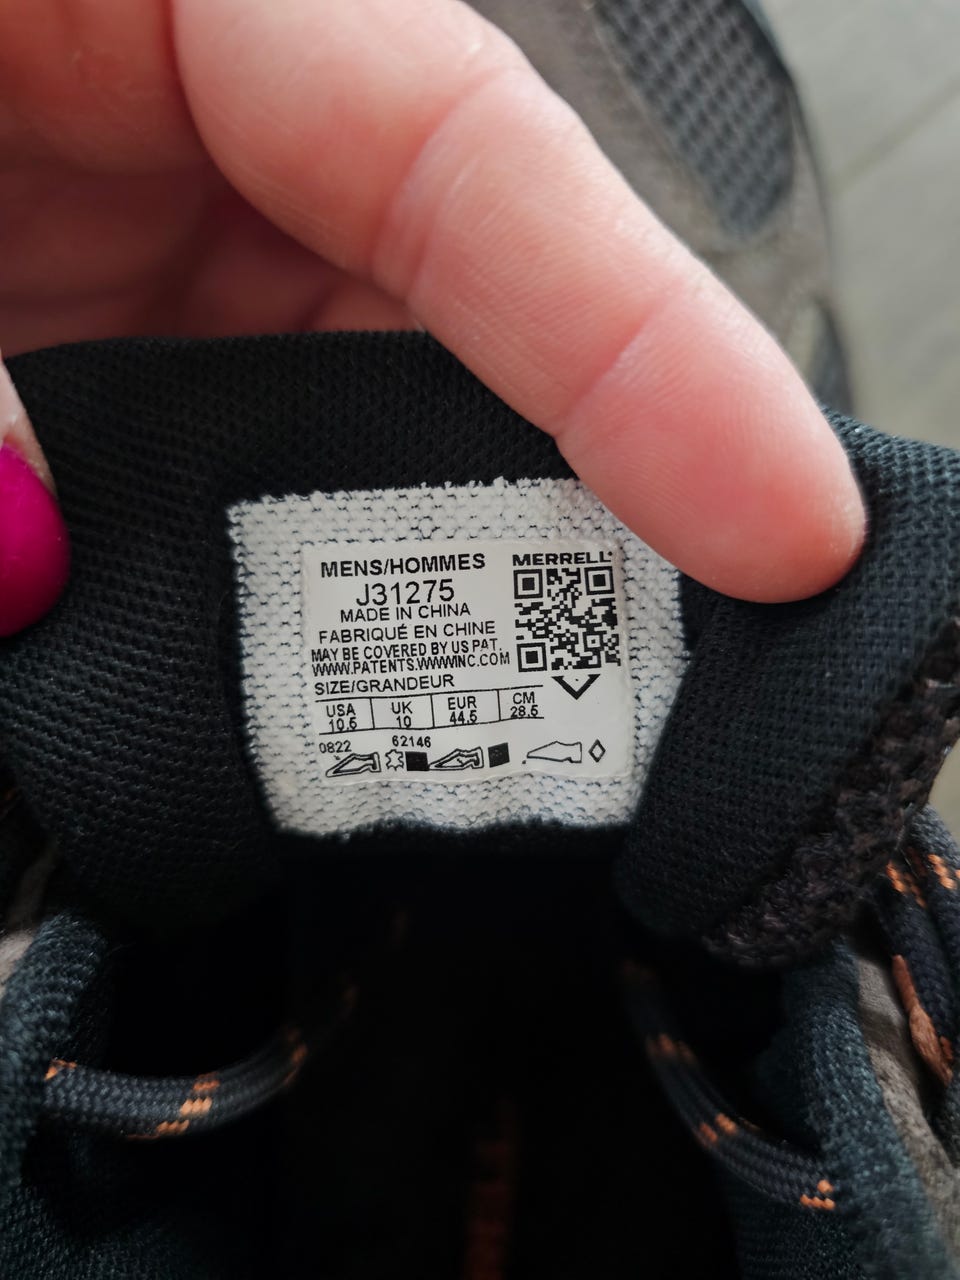 MENS/HOMMES
J31275
MADE IN CHINA
FABRIQUÉ EN CHINE
MAY BE COVERED BY US PAT.
WWW.PATENTS.WWWINC.COM
MERRELL
SIZE/GRANDEUR
USA UK EUR CM
10.5 10 44.5 28.5
0822 62146